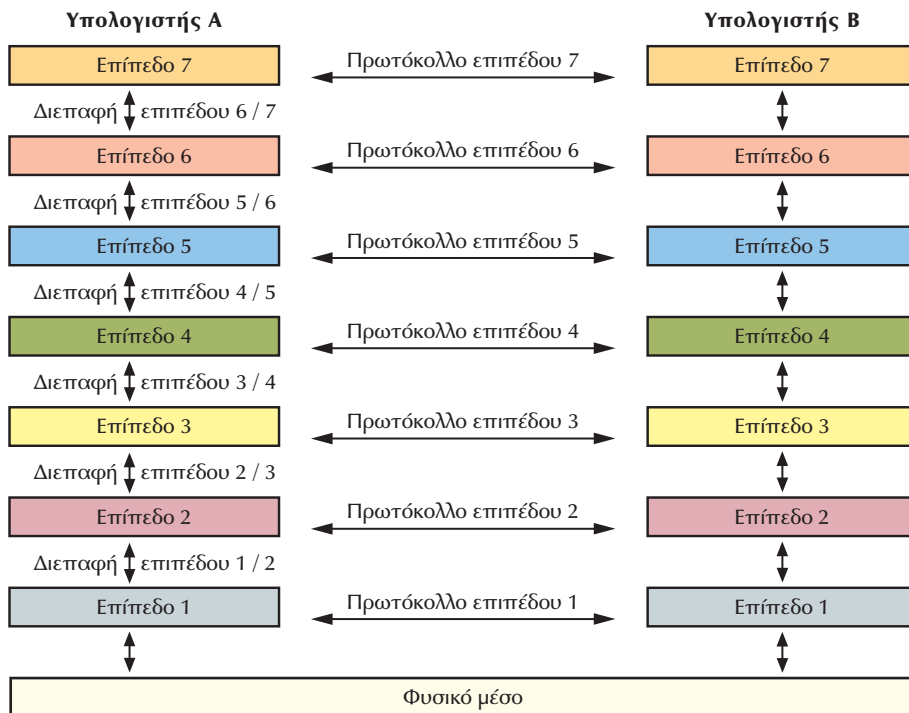 Υπολογιστής Α Υπολογιστής Β
Επίπεδο 7 Πρωτόκολλο επιπέδου 7 Επίπεδο 7
Διεπαφή επιπέδου 6 / 7
Επίπεδο 6 Πρωτόκολλο επιπέδου 6 Επίπεδο 6
Διεπαφή επιπέδου 5 / 6
Επίπεδο 5 Πρωτόκολλο επιπέδου 5 Επίπεδο 5
Διεπαφή επιπέδου 4 / 5
Επίπεδο 4 Πρωτόκολλο επιπέδου 4 Επίπεδο 4
Διεπαφή επιπέδου 3 / 4
Επίπεδο 3 Πρωτόκολλο επιπέδου 3 Επίπεδο 3
Διεπαφή επιπέδου 2 / 3
Επίπεδο 2 Πρωτόκολλο επιπέδου 2 Επίπεδο 2
Διεπαφή επιπέδου 1 / 2
Επίπεδο 1 Πρωτόκολλο επιπέδου 1 Επίπεδο 1
Φυσικό μέσο